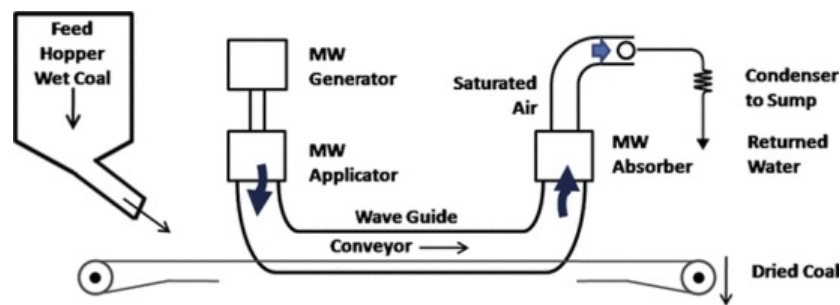 Feed
Hopper
Wet Coal
MW
Generator
MW
Applicator
Saturated
Air
MW
Absorber
Condenser
to Sump
Returned
Water
Wave Guide
Conveyor
Dried Coal